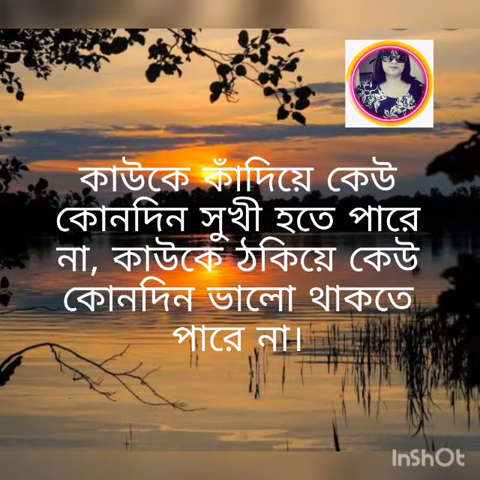 কাউকে কাঁদিয়ে কেউ
কোনদিন সুখী হতে পারে
না, কাউকে ঠকিয়ে কেউ
কোনদিন ভালো থাকতে
পারে না।
InShOt